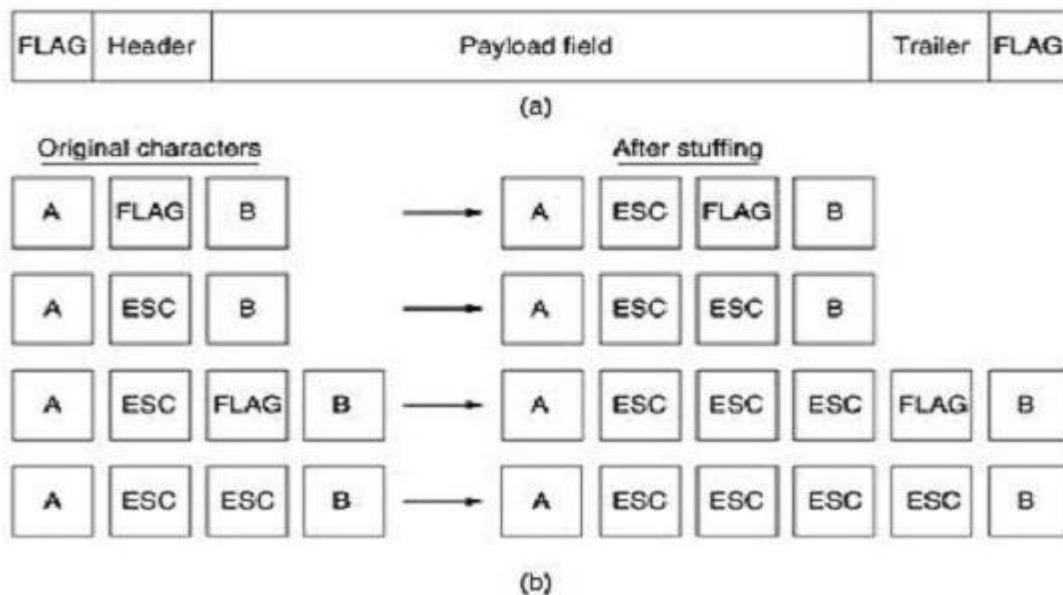 FLAG Header Payload field Trailer FLAG
(a)
Original characters After stuffing
A FLAG B A ESC FLAG B
A ESC B A ESC ESC B
A ESC FLAG B A ESC ESC ESC FLAG B
A ESC ESC B A ESC ESC ESC ESC B
(b)